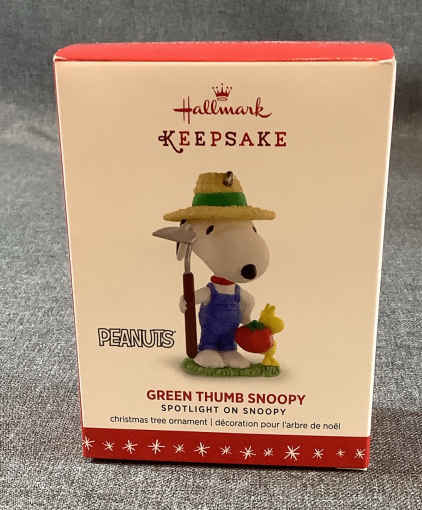 Hallmark
KEEPSAKE
PEANUTS
GREEN THUMB SNOOPY
SPOTLIGHT ON SNOOPY
christmas tree ornament | décoration pour l'arbre de noël